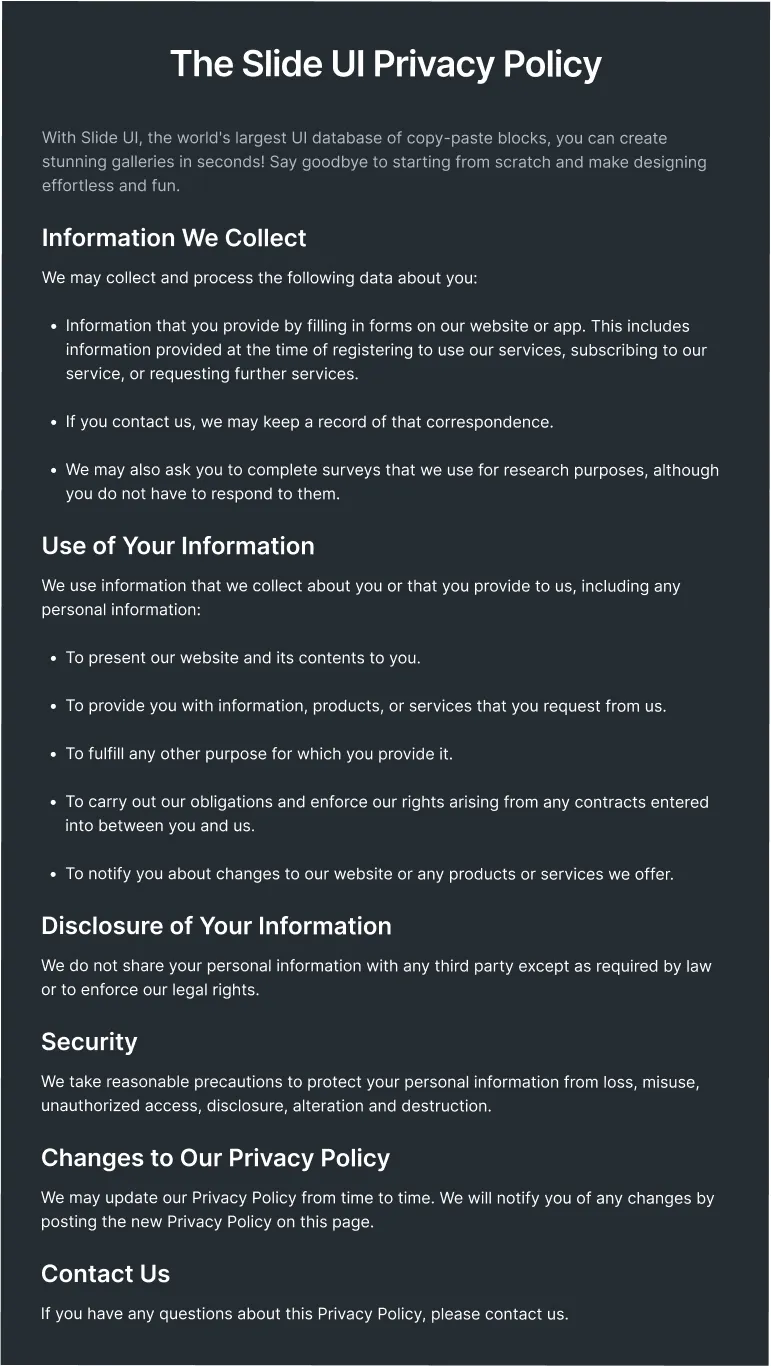 The Slide UI Privacy Policy
With Slide UI, the world's largest UI database of copy-paste blocks, you can create
stunning galleries in seconds! Say goodbye to starting from scratch and make designing
effortless and fun.
Information We Collect
We may collect and process the following data about you:
• Information that you provide by filling in forms on our website or app. This includes
information provided at the time of registering to use our services, subscribing to our
service, or requesting further services.
• If you contact us, we may keep a record of that correspondence.
• We may also ask you to complete surveys that we use for research purposes, although
you do not have to respond to them.
Use of Your Information
We use information that we collect about you or that you provide to us, including any
personal information:
• To present our website and its contents to you.
• To provide you with information, products, or services that you request from us.
• To fulfill any other purpose for which you provide it.
• To carry out our obligations and enforce our rights arising from any contracts entered
into between you and us.
• To notify you about changes to our website or any products or services we offer.
Disclosure of Your Information
We do not share your personal information with any third party except as required by law
or to enforce our legal rights.
Security
We take reasonable precautions to protect your personal information from loss, misuse,
unauthorized access, disclosure, alteration and destruction.
Changes to Our Privacy Policy
We may update our Privacy Policy from time to time. We will notify you of any changes by
posting the new Privacy Policy on this page.
Contact Us
If you have any questions about this Privacy Policy, please contact us.